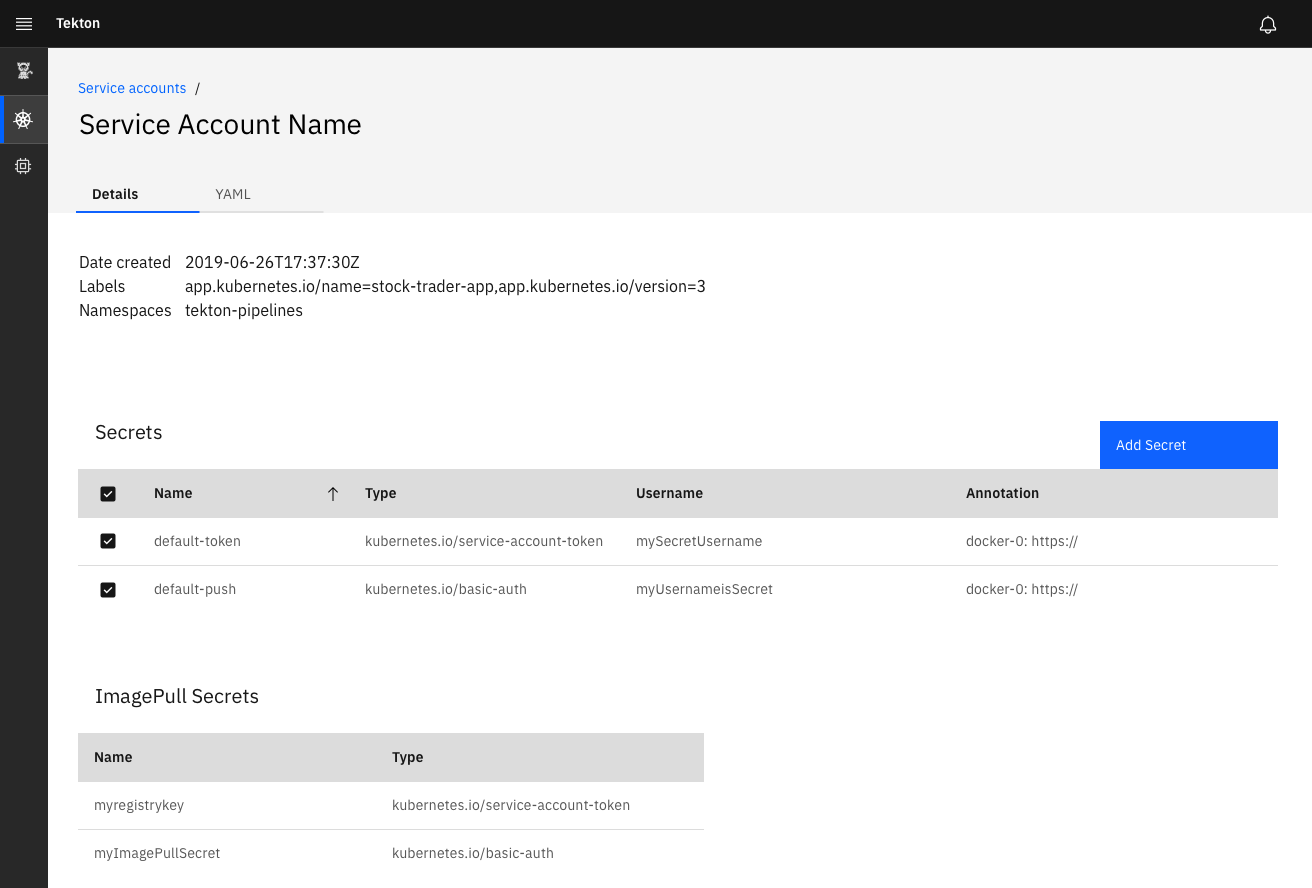 Tekton
Service accounts /
Service Account Name
Details YAML
Date created 2019-06-26T17:37:30Z
Labels app.kubernetes.io/name=stock-trader-app,app.kubernetes.io/version=3
Namespaces tekton-pipelines
Secrets
Add Secret
Name Type Username Annotation
default-token kubernetes.io/service-account-token mySecretUsername docker-0: https://
default-push kubernetes.io/basic-auth myUsernameisSecret docker-0: https://
ImagePull Secrets
Name Type
myregistrykey kubernetes.io/service-account-token
myImagePullSecret kubernetes.io/basic-auth